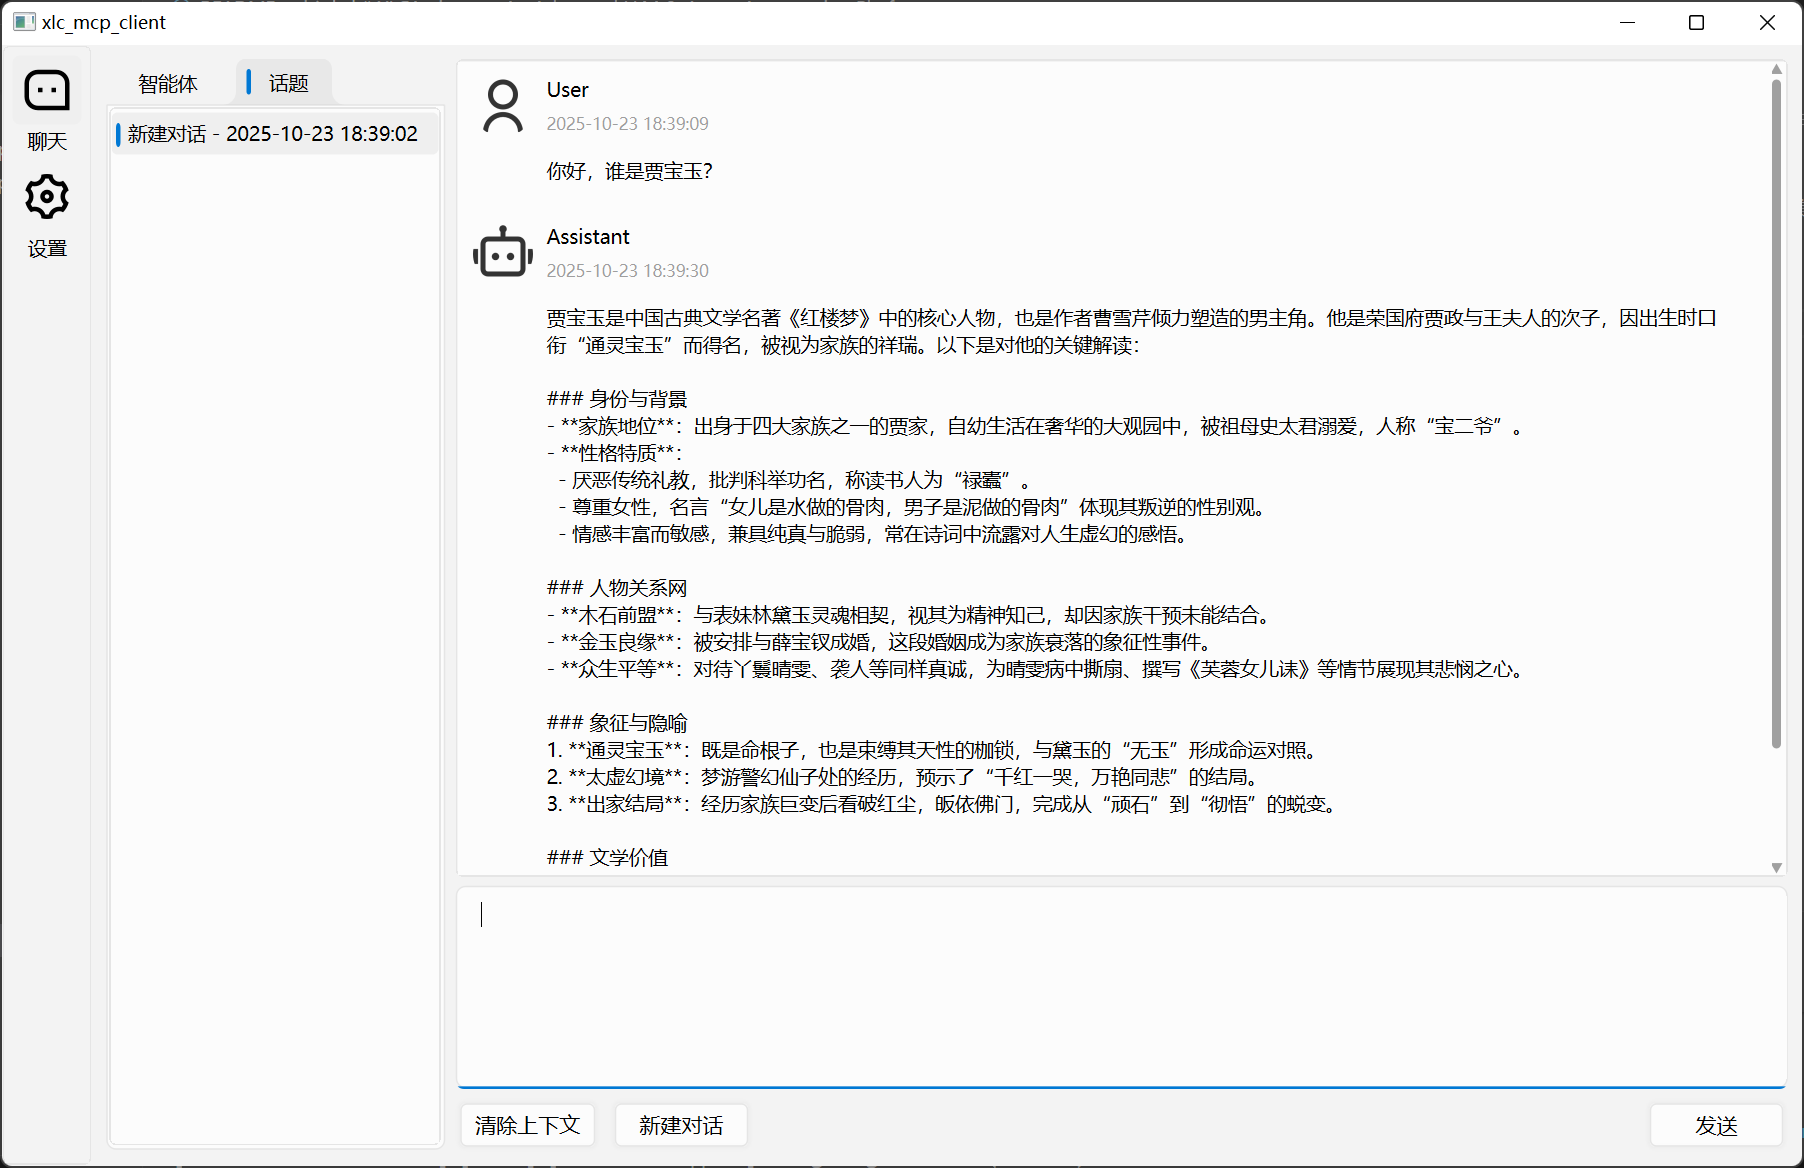 xlc_mcp_client
聊天
设置
智能体
话题
新建对话 - 2025-10-23 18:39:02
User
2025-10-23 18:39:09
你好，谁是贾宝玉？
Assistant
2025-10-23 18:39:30
贾宝玉是中国古典文学名著《红楼梦》中的核心人物，也是作者曹雪芹倾力塑造的男主角。他是荣国府贾政与王夫人的次子，因出生时口
衔“通灵宝玉”而得名，被视为家族的祥瑞。以下是对他的关键解读：
### 身份与背景
- **家族地位**：出身于四大家族之一的贾家，自幼生活在奢华的大观园中，被祖母史太君溺爱，人称“宝二爷”。
- **性格特质**：
  - 厌恶传统礼教，批判科举功名，称读书人为“禄蠹”。
  - 尊重女性，名言“女儿是水做的骨肉，男子是泥做的骨肉”体现其叛逆的性别观。
  - 情感丰富而敏感，兼具纯真与脆弱，常在诗词中流露对人生虚幻的感悟。
### 人物关系网
- **木石前盟**：与表妹林黛玉灵魂相契，视其为精神知己，却因家族干预未能结合。
- **金玉良缘**：被安排与薛宝钗成婚，这段婚姻成为家族衰落的象征性事件。
- **众生平等**：对待丫鬟晴雯、袭人等同样真诚，为晴雯病中撕扇、撰写《芙蓉女儿诔》等情节展现其悲悯之心。
### 象征与隐喻
1. **通灵宝玉**：既是命根子，也是束缚其天性的枷锁，与黛玉的“无玉”形成命运对照。
2. **太虚幻境**：梦游警幻仙子处的经历，预示了“千红一哭，万艳同悲”的结局。
3. **出家结局**：经历家族巨变后看破红尘，皈依佛门，完成从“顽石”到“彻悟”的蜕变。
### 文学价值
清除上下文
新建对话
发送